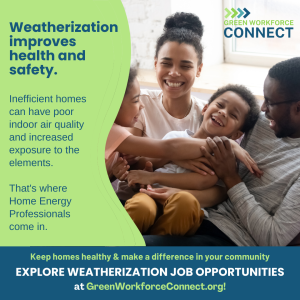 Weatherization
improves
health and
safety.
GREEN WORKFORCE
CONNECT
Inefficient homes
can have poor
indoor air quality
and increased
exposure to the
elements.
That's where
Home Energy
Professionals
come in.
Keep homes healthy & make a difference in your community
EXPLORE WEATHERIZATION JOB OPPORTUNITIES
at GreenWorkforceConnect.org!